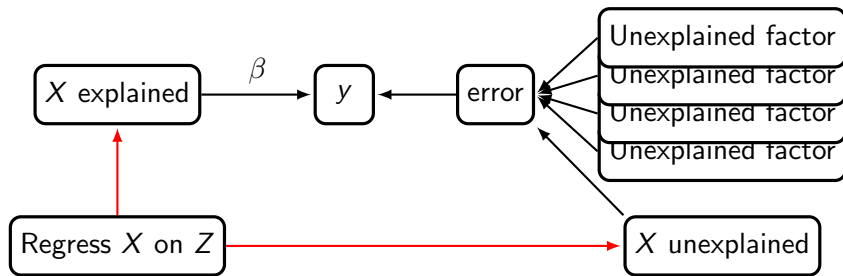 Unexplained factor
Unexplained factor
Unexplained factor
Unexplained factor
X explained
β
y
error
Regress X on Z
X unexplained